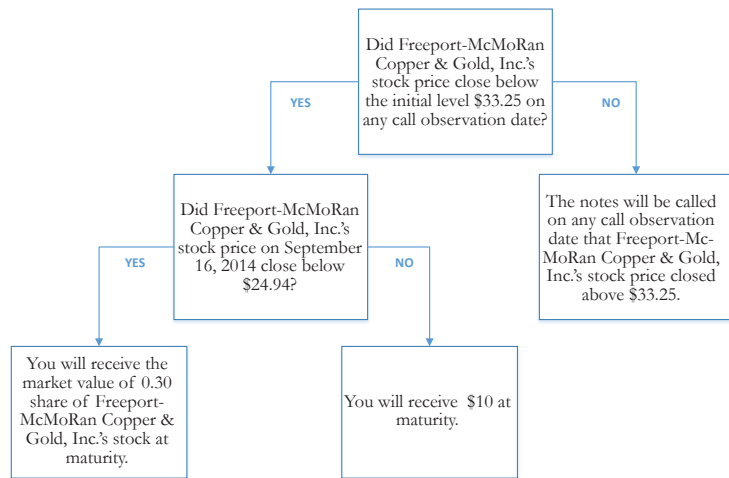 Did Freeport-McMoRan
Copper & Gold, Inc.'s
stock price close below
the initial level $33.25 on
any call observation date?
YES
NO
Did Freeport-McMoRan
Copper & Gold, Inc.'s
stock price on September
16, 2014 close below
$24.94?
The notes will be called
on any call observation
date that Freeport-Mc-
MoRan Copper & Gold,
Inc.'s stock price closed
above $33.25.
YES
NO
You will receive the
market value of 0.30
share of Freeport-
McMoRan Copper &
Gold, Inc.'s stock at
maturity.
You will receive $10 at
maturity.